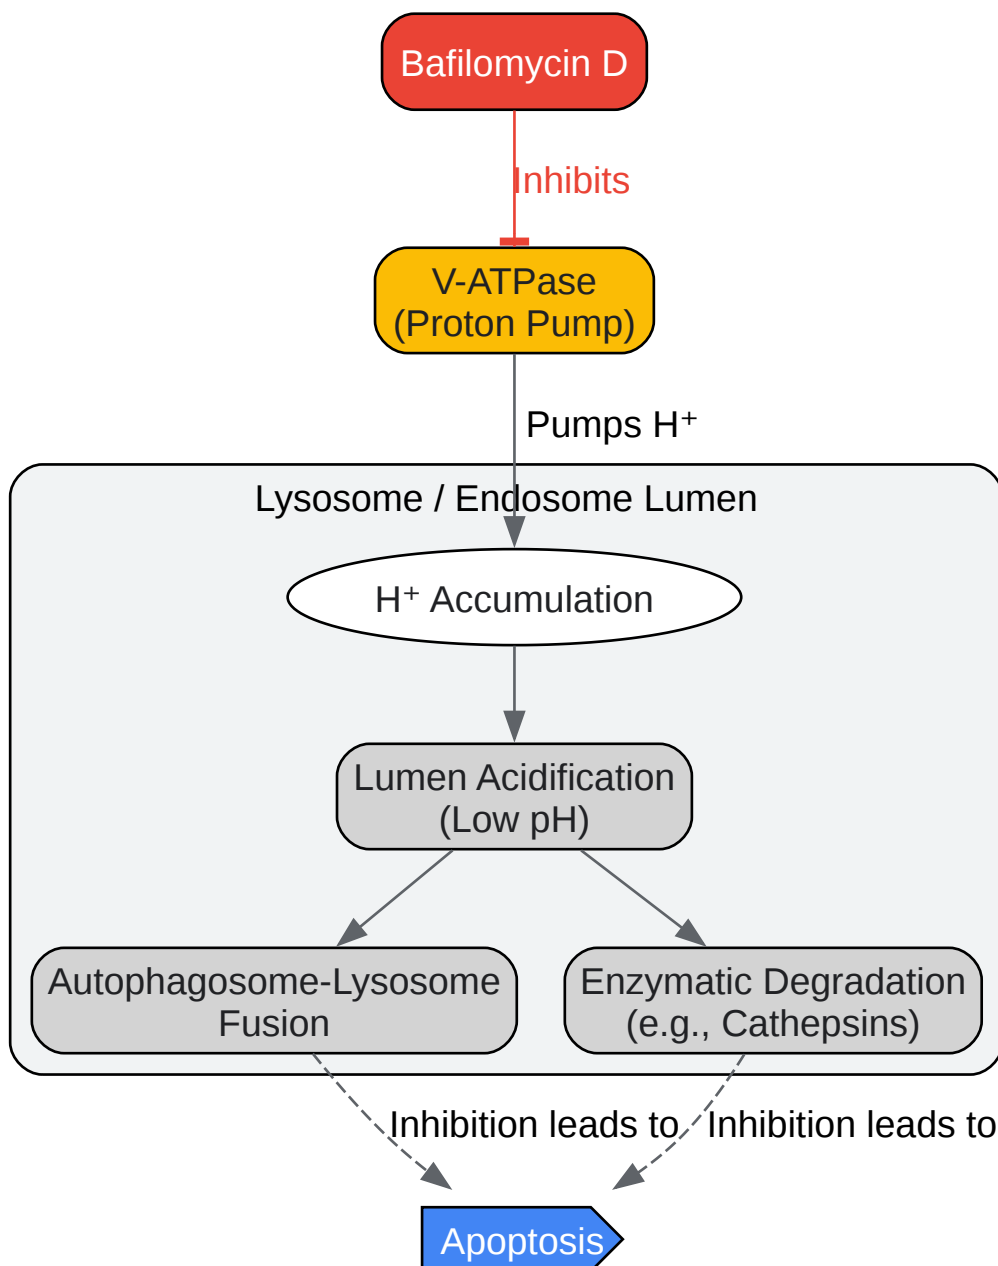 Bafilomycin D
Inhibits
V-ATPase
(Proton Pump)
Pumps H⁺
Lysosome / Endosome Lumen
H⁺ Accumulation
Lumen Acidification
(Low pH)
Autophagosome-Lysosome
Fusion
Enzymatic Degradation
(e.g., Cathepsins)
Inhibition leads to
Inhibition leads to
Apoptosis